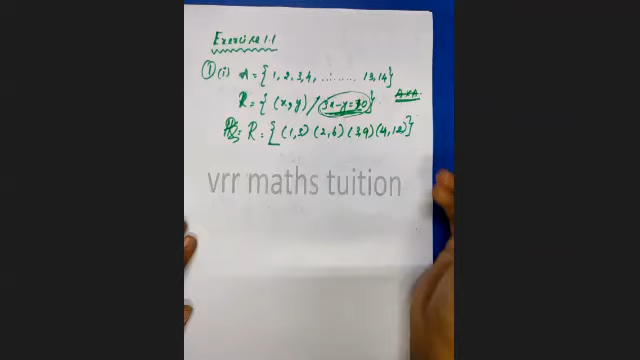 Exercise 1.1
① (i) A = { 1, 2, 3, 4, ......... 13, 14 }
R = { (x, y) / 3x - y = 0 } A×A
R = { (1,3) (2,6) (3,9) (4,12) }
vrr maths tuition